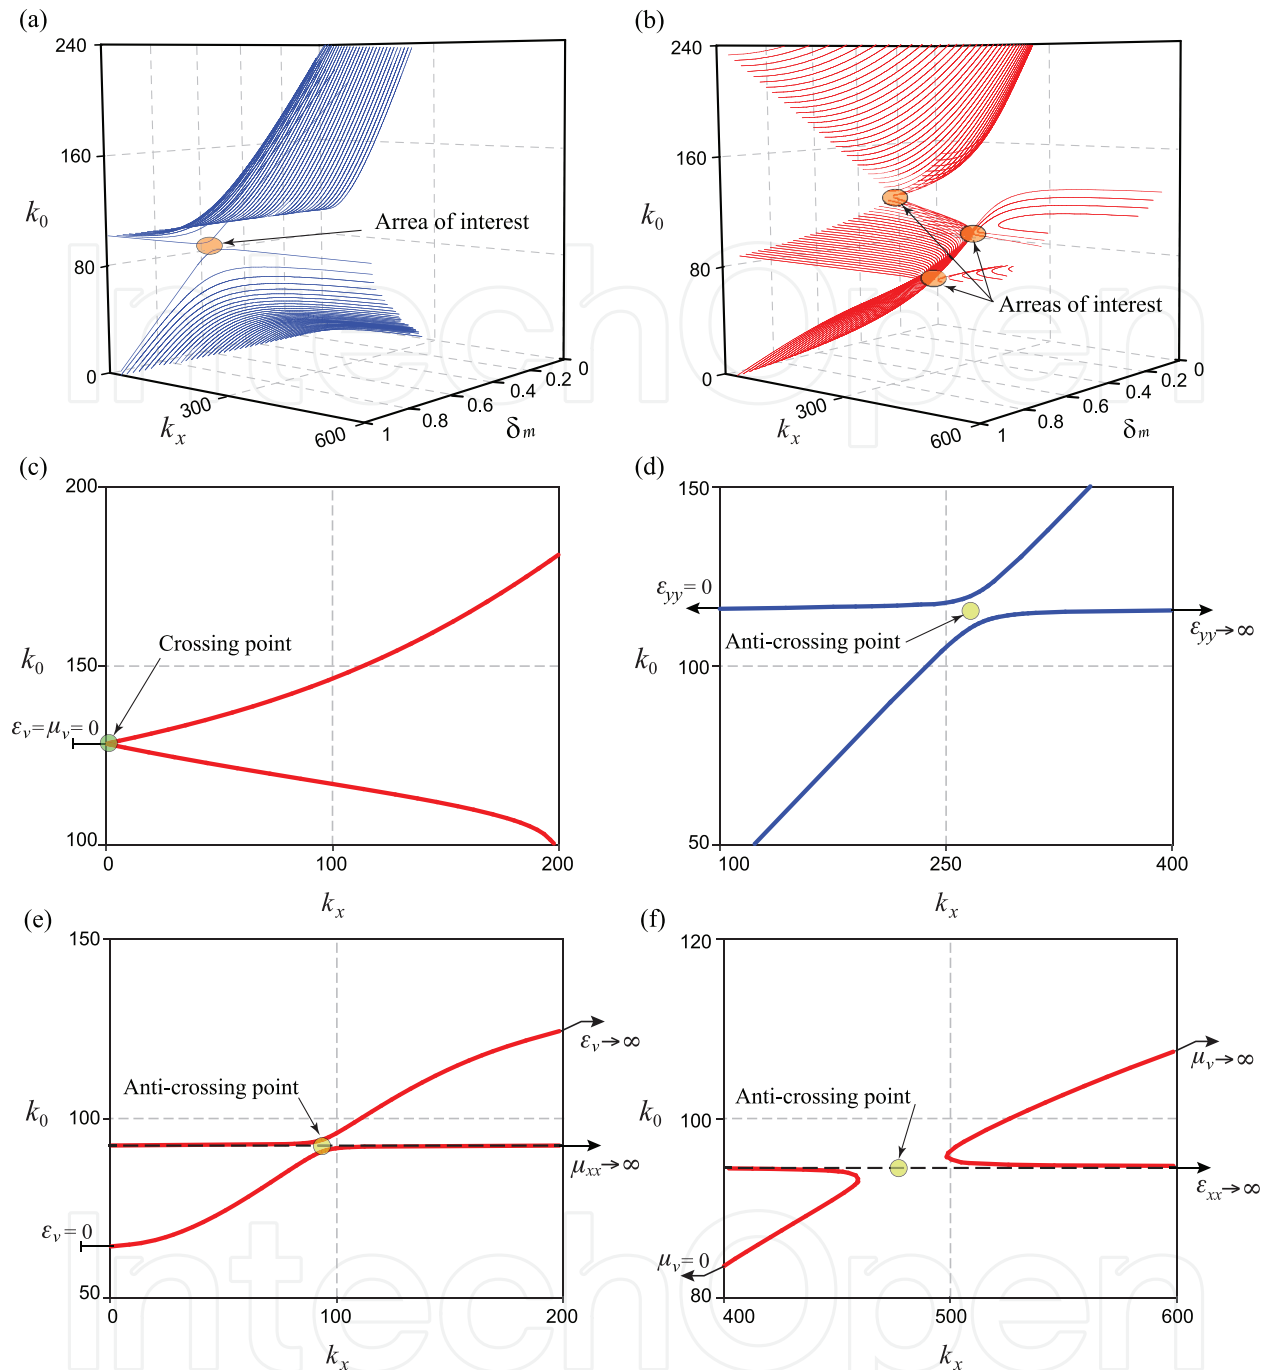 (a)
240
160
k₀
80
0
300
kₓ
600
1
0.8
0.6
0.4
0.2
0
δm
Arrea of interest
(b)
240
160
k₀
80
0
300
kₓ
600
1
0.8
0.6
0.4
0.2
0
δm
Arreas of interest
(c)
200
k₀ 150
100
0 100 200
kₓ
Crossing point
εᵥ=μᵥ=0
(d)
150
k₀
100
50
100 250 400
kₓ
εyy=0
Anti-crossing point
εyy→∞
(e)
150
k₀ 100
50
0 100 200
kₓ
εᵥ→∞
Anti-crossing point
μxx→∞
εᵥ=0
(f)
120
k₀ 100
80
400 500 600
kₓ
μᵥ→∞
Anti-crossing point
εxx→∞
μᵥ=0
IntechOpen
IntechOpen